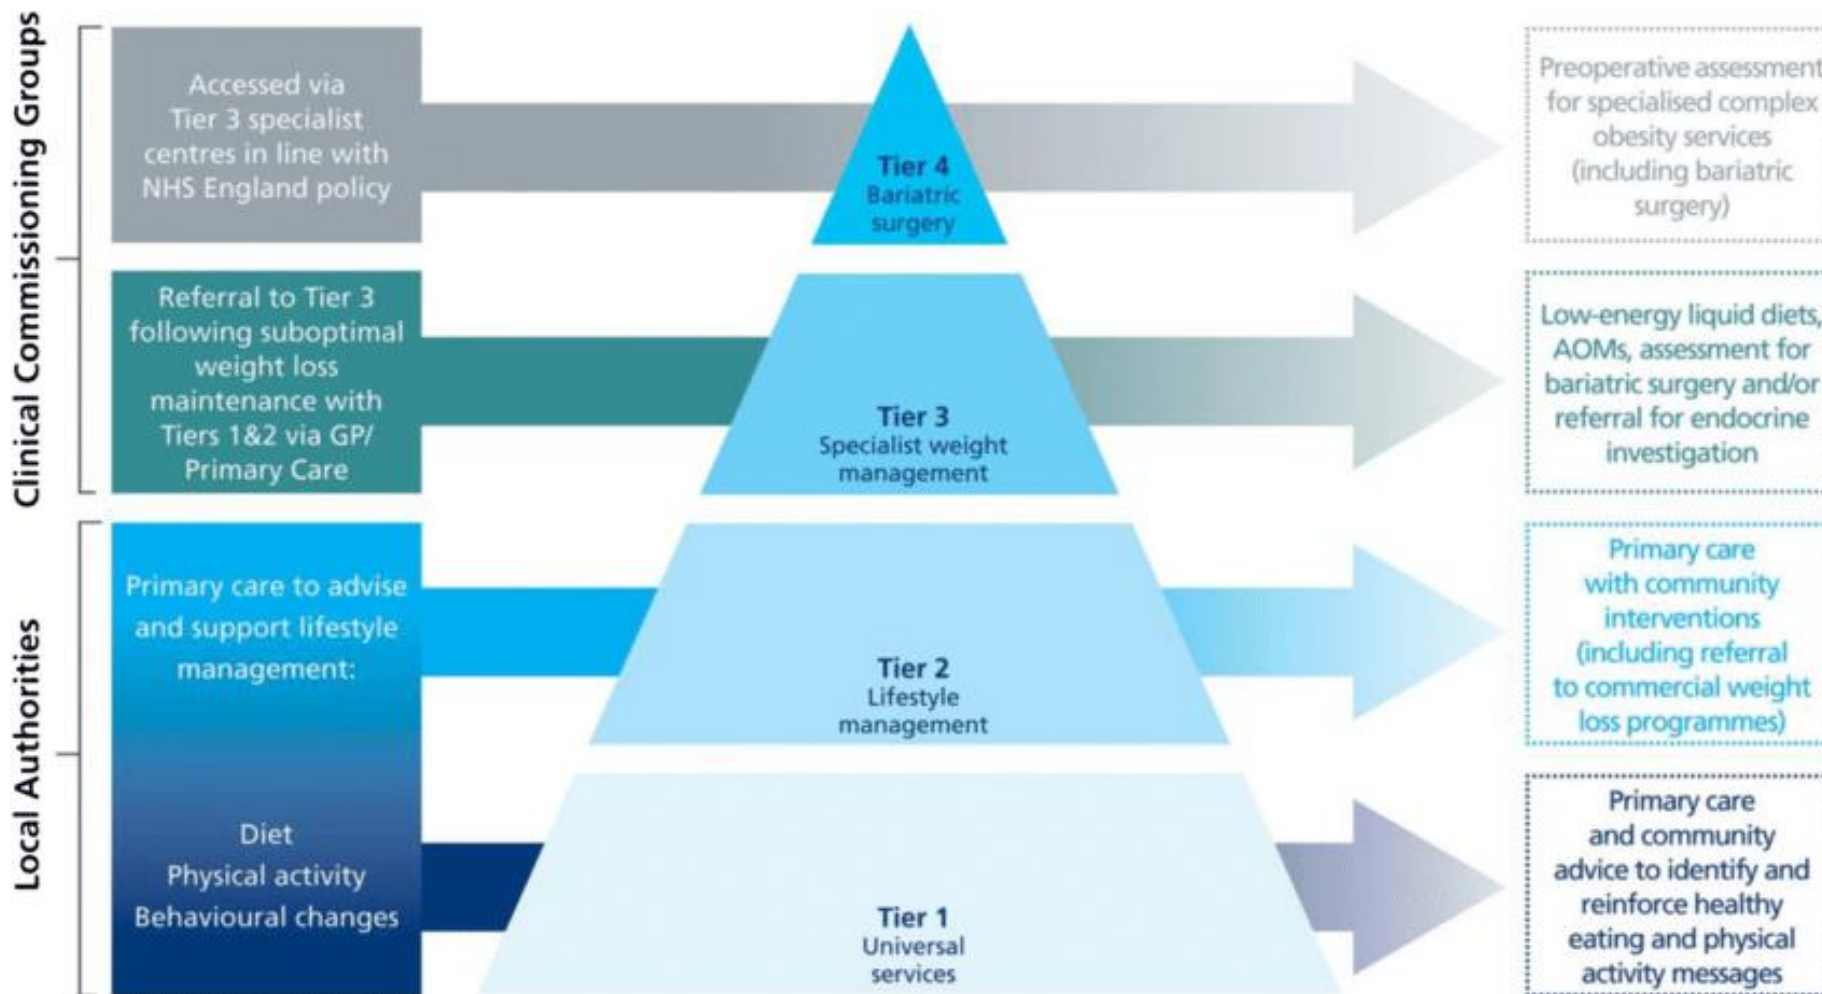 Clinical Commissioning Groups
Accessed via
Tier 3 specialist
centres in line with
NHS England policy
Tier 4
Bariatric
surgery
Preoperative assessment
for specialised complex
obesity services
(including bariatric
surgery)
Referral to Tier 3
following suboptimal
weight loss
maintenance with
Tiers 1&2 via GP/
Primary Care
Tier 3
Specialist weight
management
Low-energy liquid diets,
AOMs, assessment for
bariatric surgery and/or
referral for endocrine
investigation
Local Authorities
Primary care to advise
and support lifestyle
management:
Tier 2
Lifestyle
management
Primary care
with community
interventions
(including referral
to commercial weight
loss programmes)
Diet
Physical activity
Behavioural changes
Tier 1
Universal
services
Primary care
and community
advice to identify and
reinforce healthy
eating and physical
activity messages